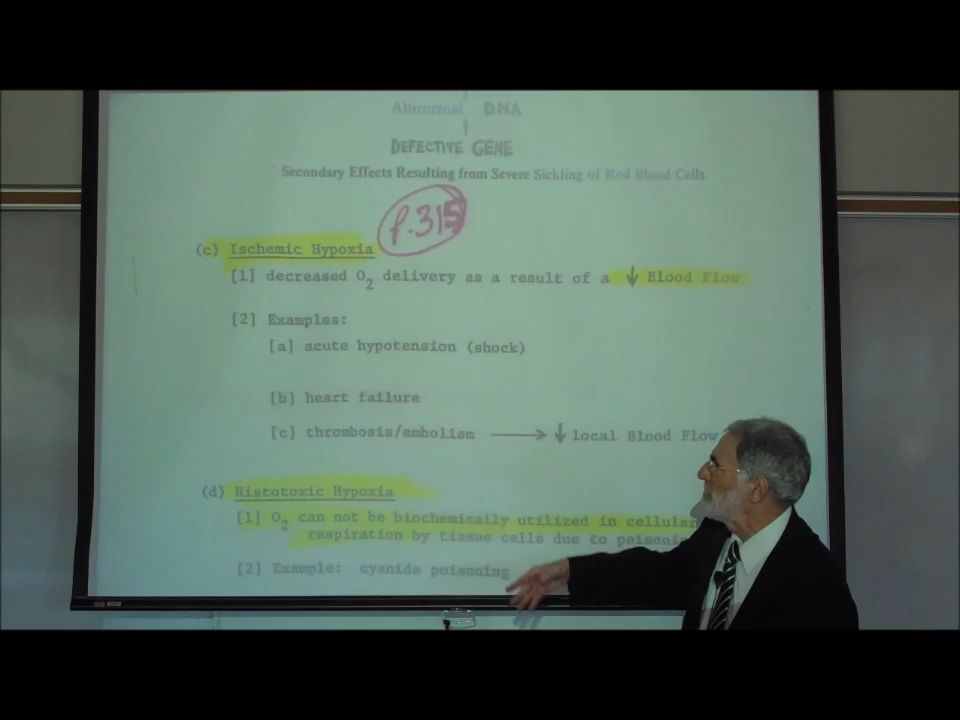 Abnormal DNA
DEFECTIVE GENE
Secondary Effects Resulting from Severe Sickling of Red Blood Cells
p.315
(c) Ischemic Hypoxia
[1] decreased O2 delivery as a result of a ↓ Blood Flow
[2] Examples:
[a] acute hypotension (shock)
[b] heart failure
[c] thrombosis/embolism ⟶ ↓ local Blood Flow
(d) Histotoxic Hypoxia
[1] O2 can not be biochemically utilized in cellular
respiration by tissue cells due to
[2] Example: cyanide poisoning